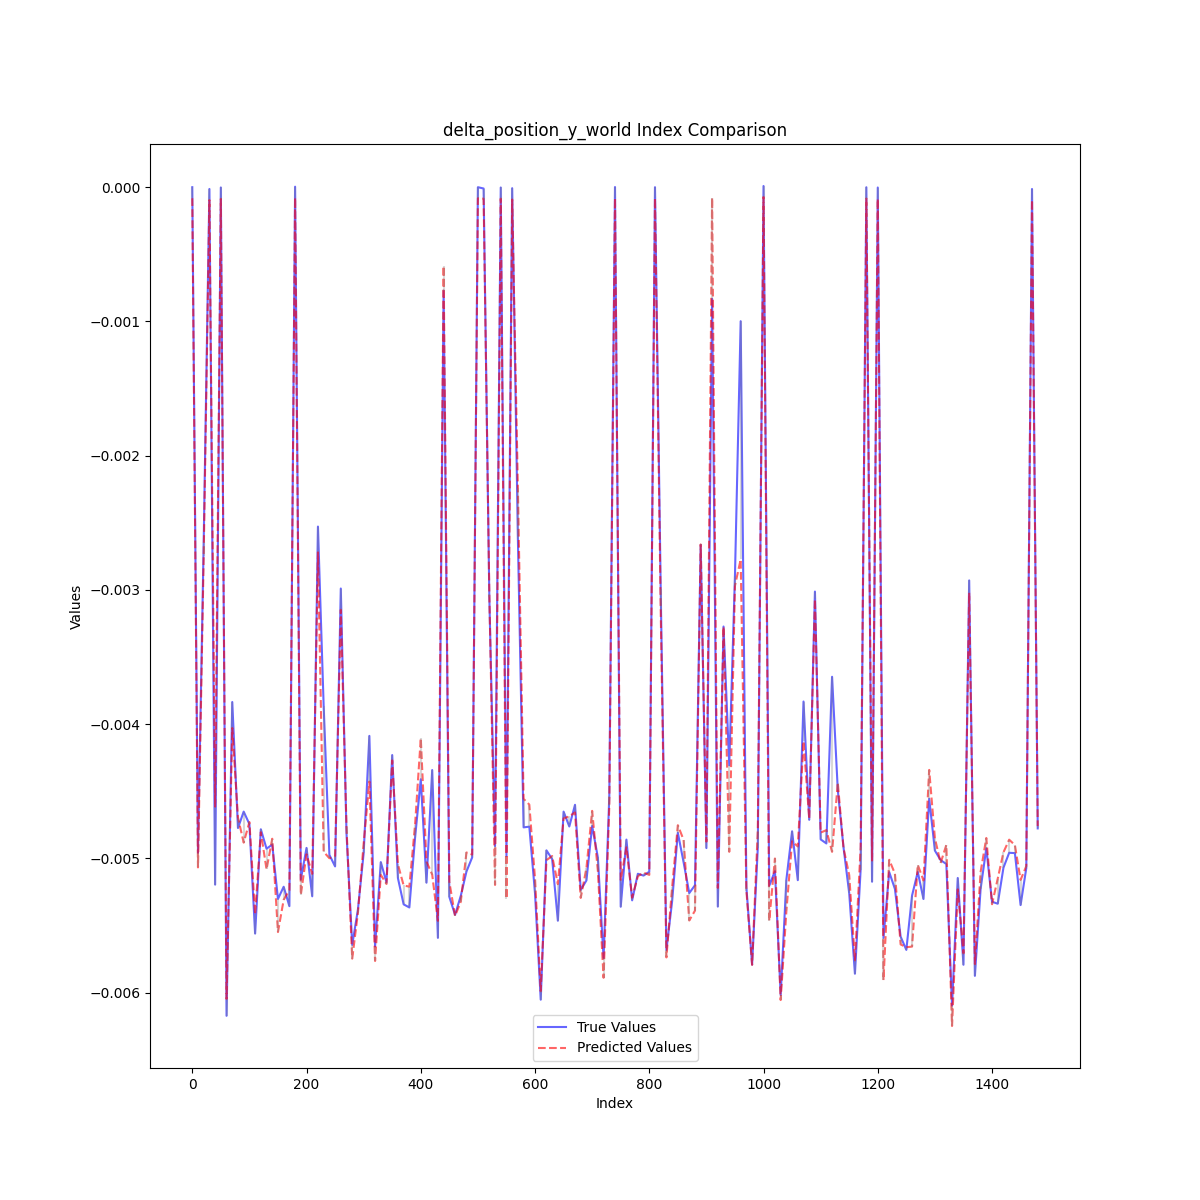 delta_position_y_world Index Comparison
0.000
−0.001
−0.002
−0.003
−0.004
−0.005
−0.006
Values
True Values
Predicted Values
0 200 400 600 800 1000 1200 1400
Index